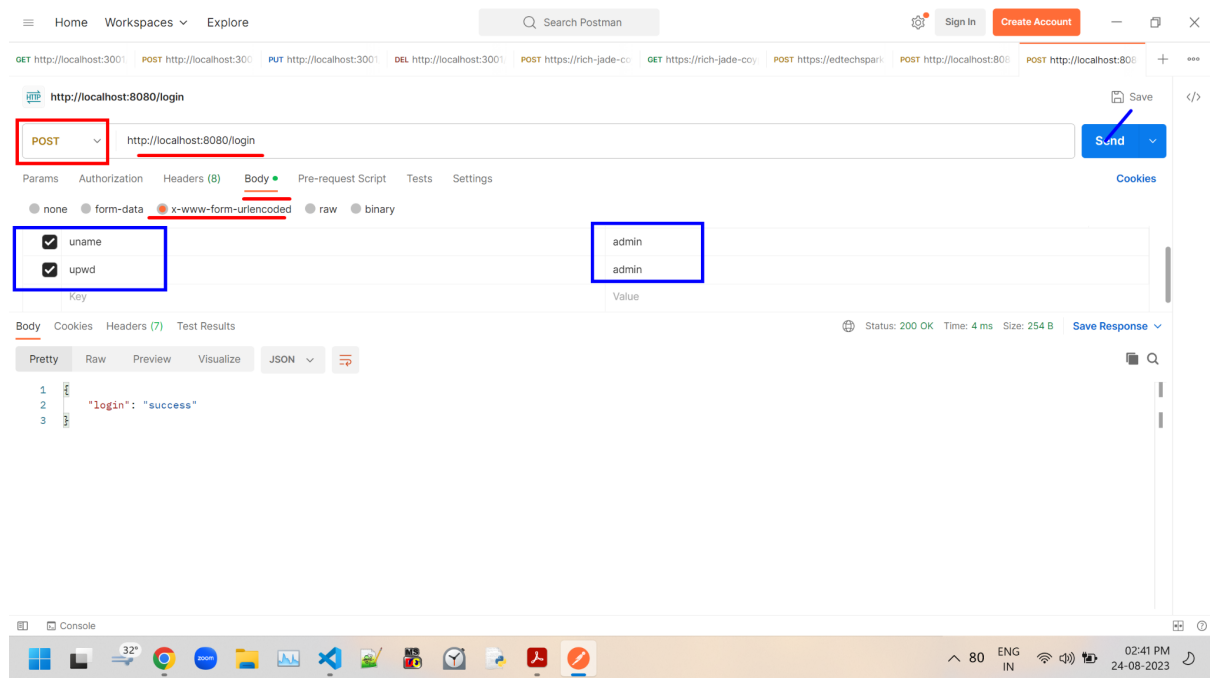 Home Workspaces Explore Search Postman Sign In Create Account
GET http://localhost:3001 POST http://localhost:300 PUT http://localhost:3001 DEL http://localhost:3001 POST https://rich-jade-co GET https://rich-jade-coy POST https://edtechspark POST http://localhost:808 POST http://localhost:808
HTTP http://localhost:8080/login Save </>
POST http://localhost:8080/login Send
Params Authorization Headers (8) Body Pre-request Script Tests Settings Cookies
none form-data x-www-form-urlencoded raw binary
uname admin
upwd admin
Key Value
Body Cookies Headers (7) Test Results Status: 200 OK Time: 4 ms Size: 254 B Save Response
Pretty Raw Preview Visualize JSON
1 {
2 "login": "success"
3 }
Console
32° zoom 80 ENG 02:41 PM
IN 24-08-2023